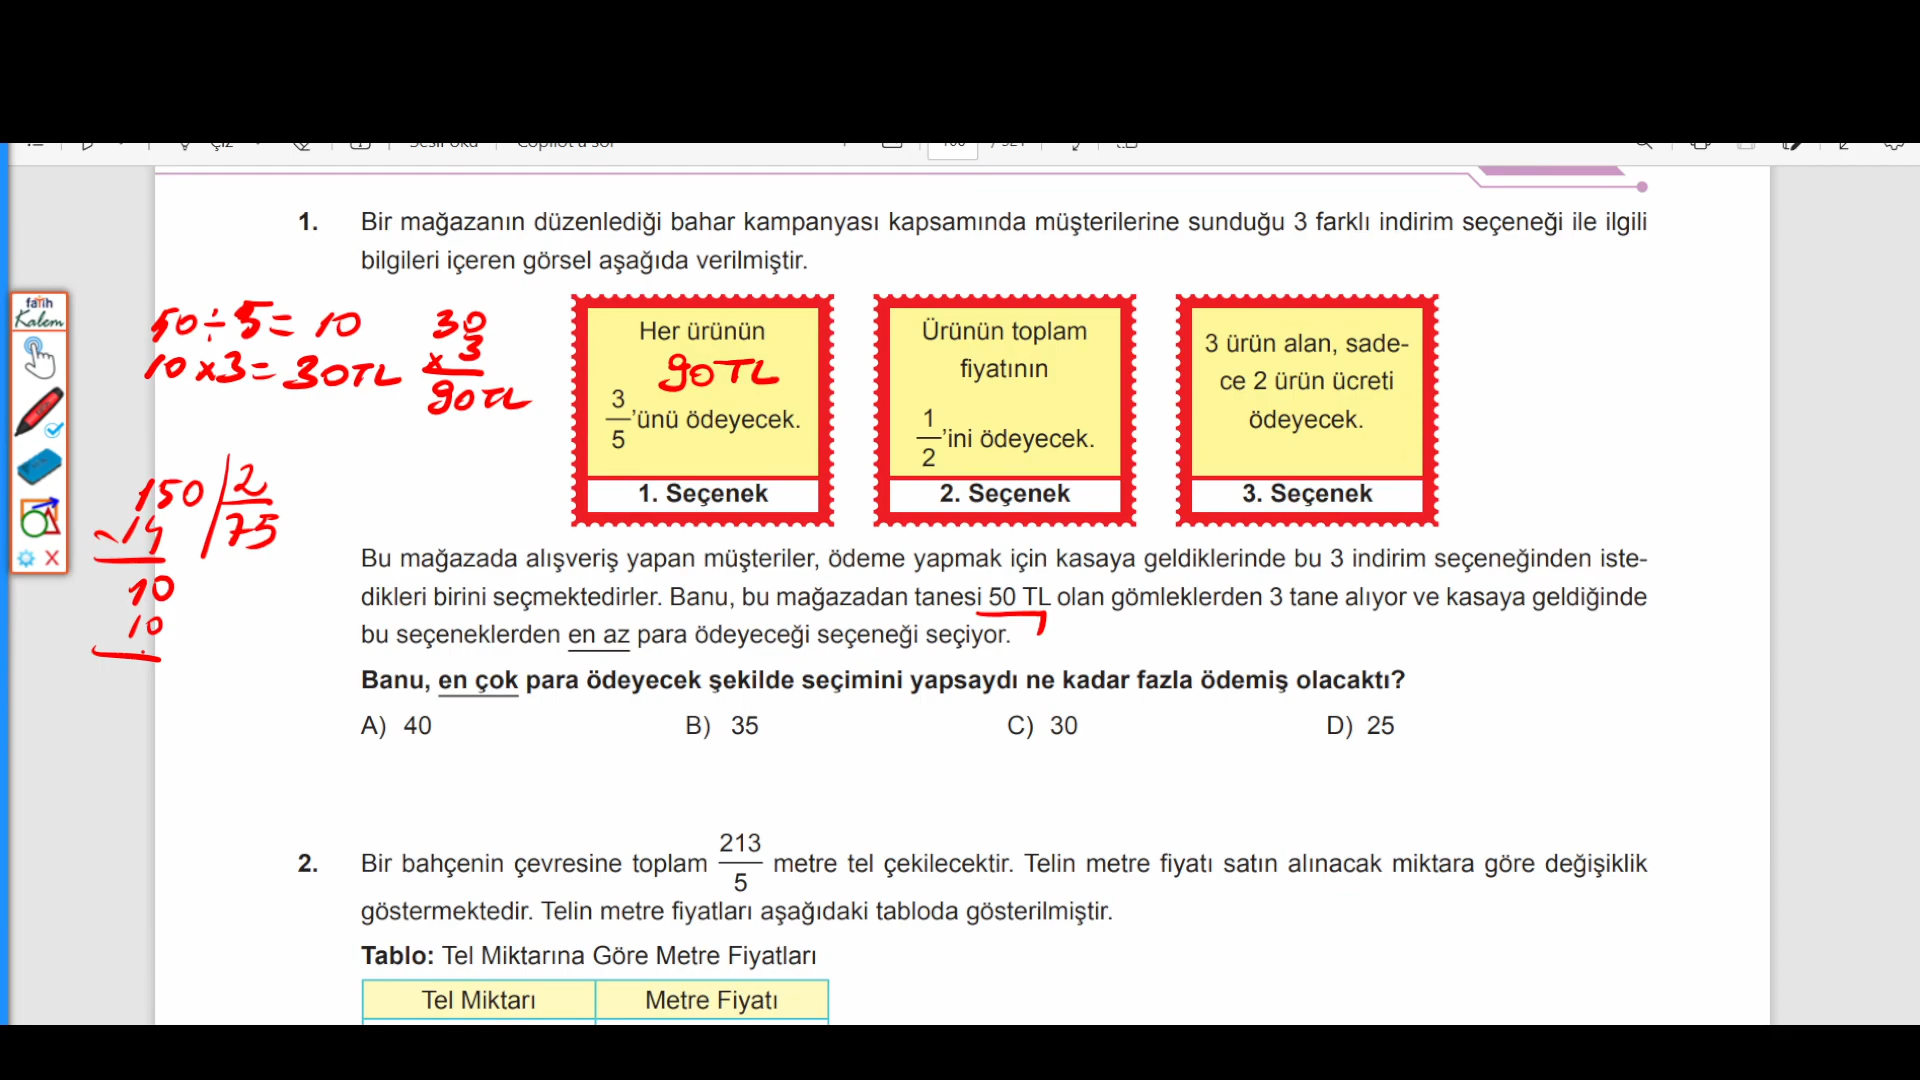 1. Bir mağazanın düzenlediği bahar kampanyası kapsamında müşterilerine sunduğu 3 farklı indirim seçeneği ile ilgili
bilgileri içeren görsel aşağıda verilmiştir.
fatih
Kalem
50÷5=10
10x3=30TL
30
x3
90TL
150 2
-14 75
10
10
Her ürünün
90TL
3/5'ünü ödeyecek.
1. Seçenek
Ürünün toplam
fiyatının
1/2'ini ödeyecek.
2. Seçenek
3 ürün alan, sade-
ce 2 ürün ücreti
ödeyecek.
3. Seçenek
Bu mağazada alışveriş yapan müşteriler, ödeme yapmak için kasaya geldiklerinde bu 3 indirim seçeneğinden iste-
dikleri birini seçmektedirler. Banu, bu mağazadan tanesi 50 TL olan gömleklerden 3 tane alıyor ve kasaya geldiğinde
bu seçeneklerden en az para ödeyeceği seçeneği seçiyor.
Banu, en çok para ödeyecek şekilde seçimini yapsaydı ne kadar fazla ödemiş olacaktı?
A) 40 B) 35 C) 30 D) 25
2. Bir bahçenin çevresine toplam 213/5 metre tel çekilecektir. Telin metre fiyatı satın alınacak miktara göre değişiklik
göstermektedir. Telin metre fiyatları aşağıdaki tabloda gösterilmiştir.
Tablo: Tel Miktarına Göre Metre Fiyatları
Tel Miktarı Metre Fiyatı